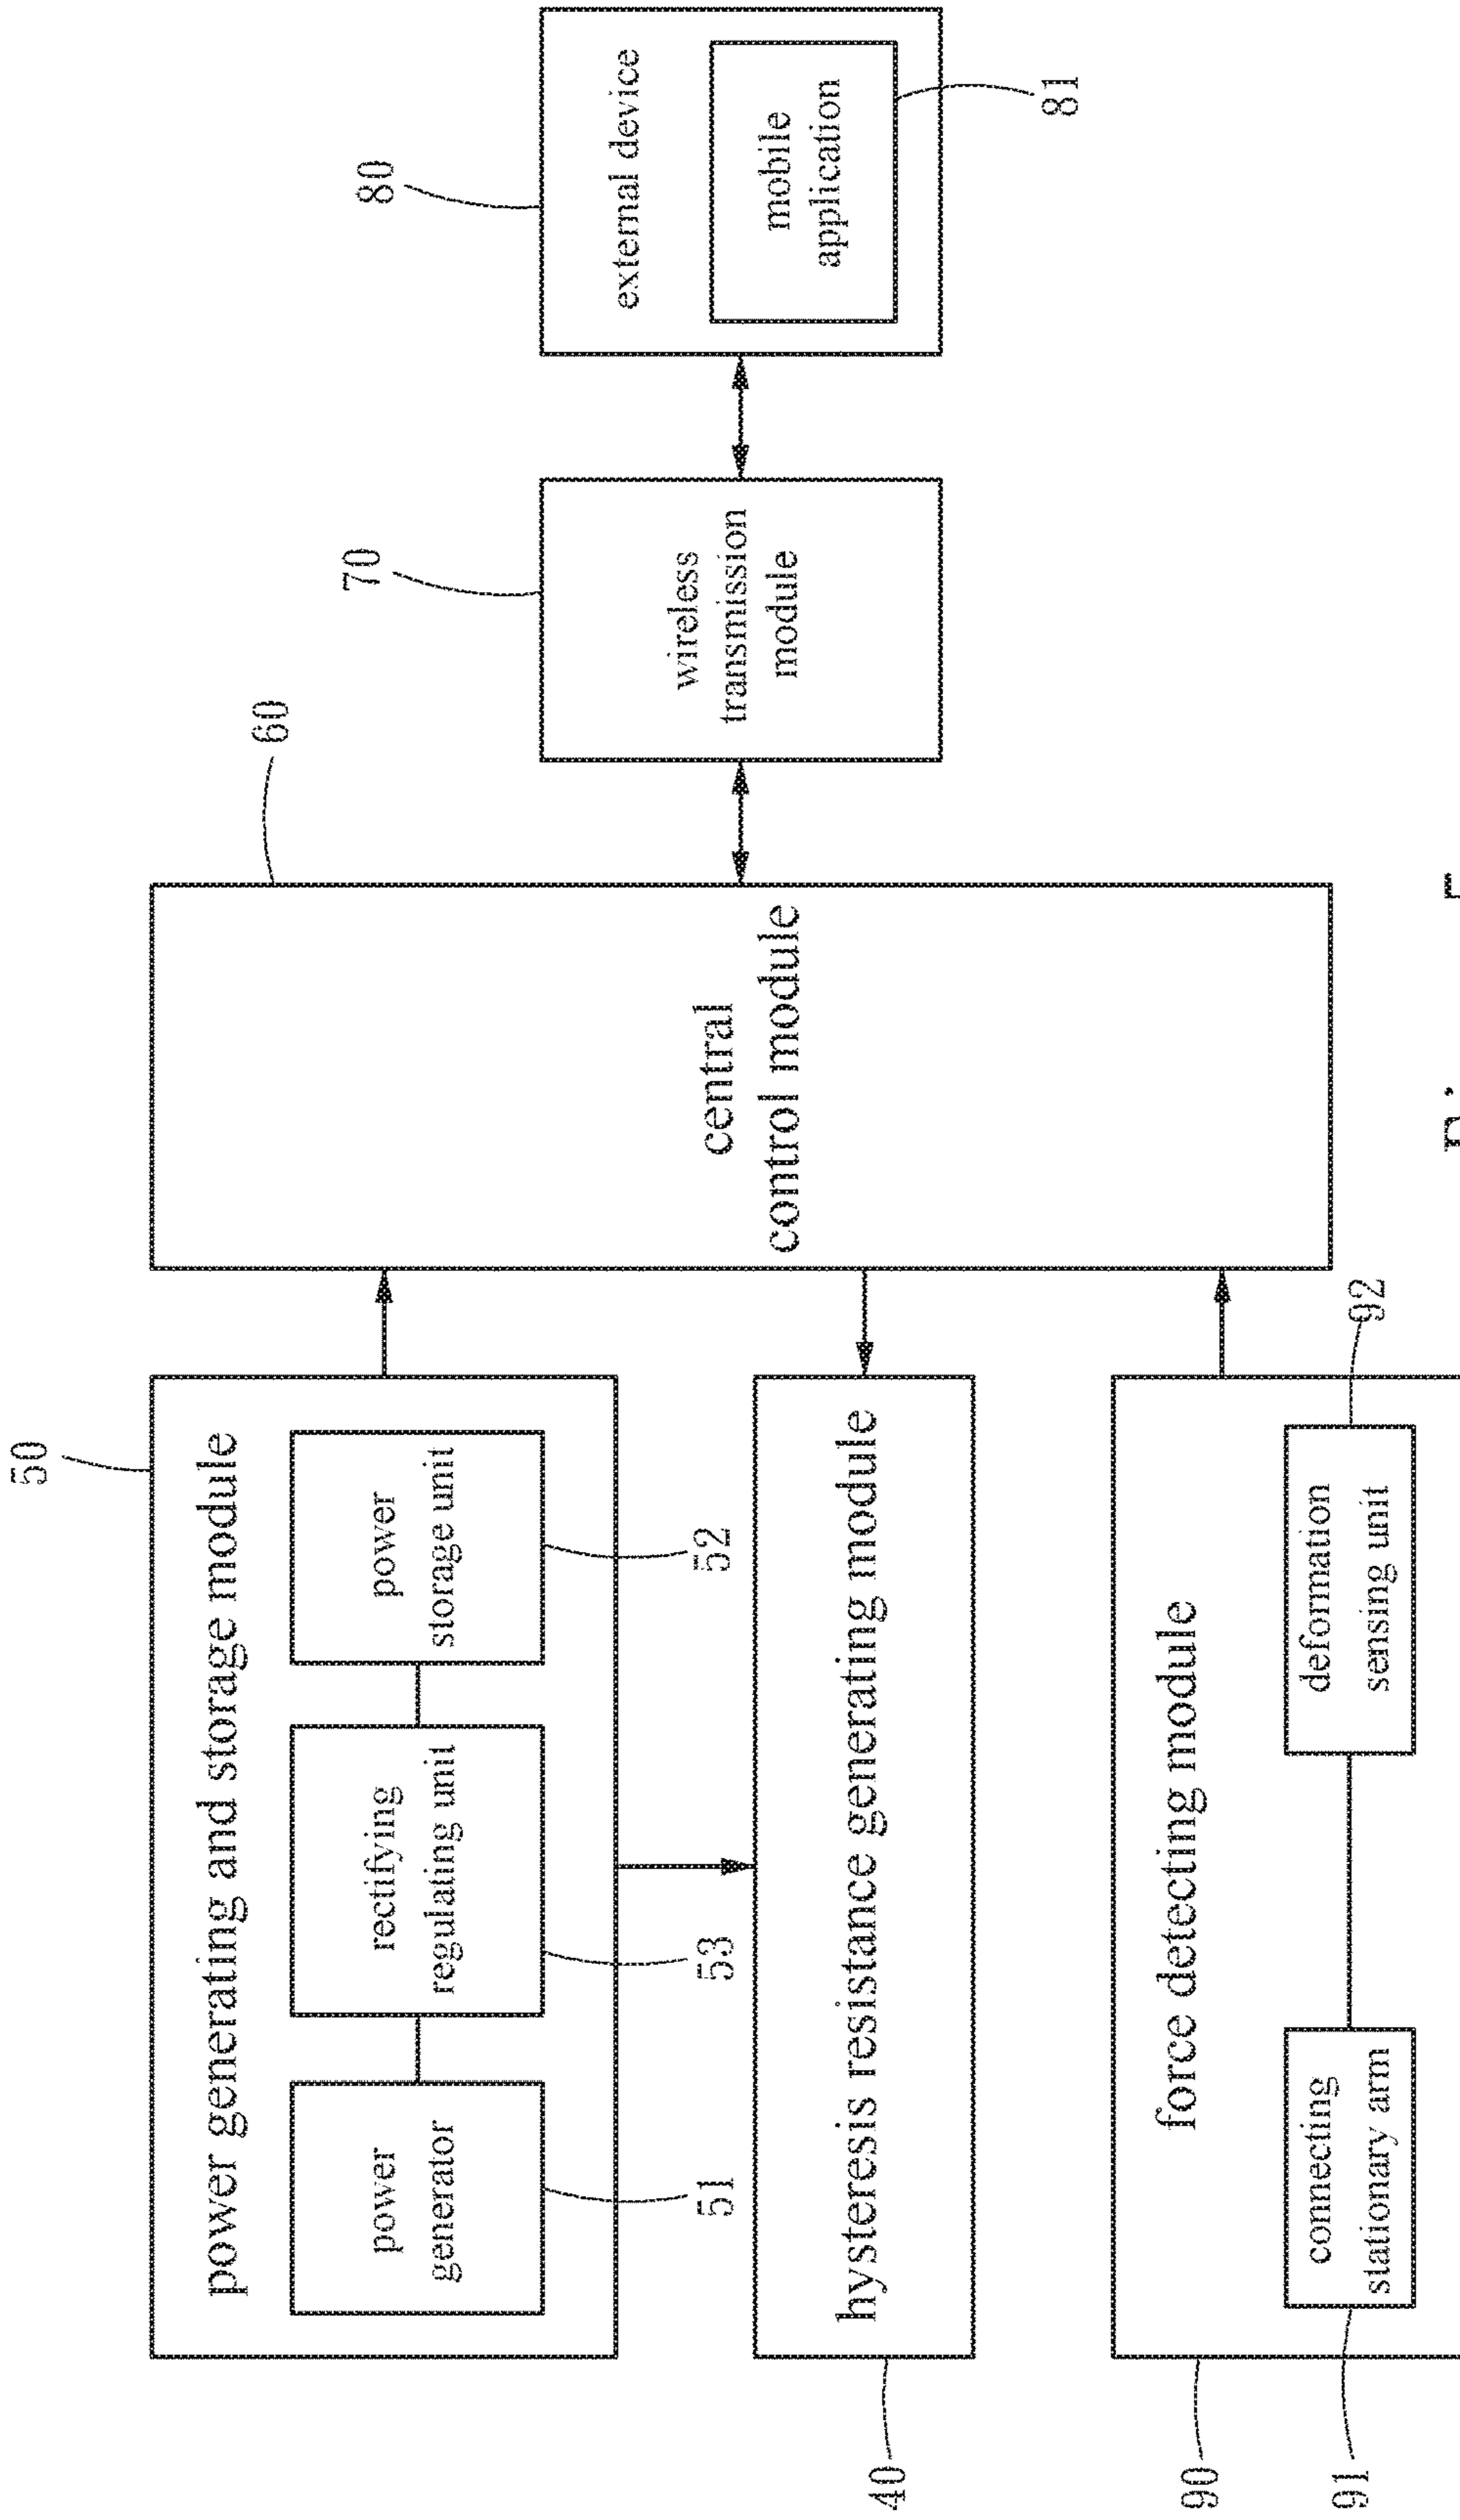 50
power generating and storage module
power
generator
rectifying
regulating unit
power
storage unit
51
53
52
40
hysteresis resistance generating module
90
force detecting module
91
connecting
stationary arm
deformation
sensing unit
92
60
central
control module
70
wireless
transmission
module
80
external device
mobile
application
81